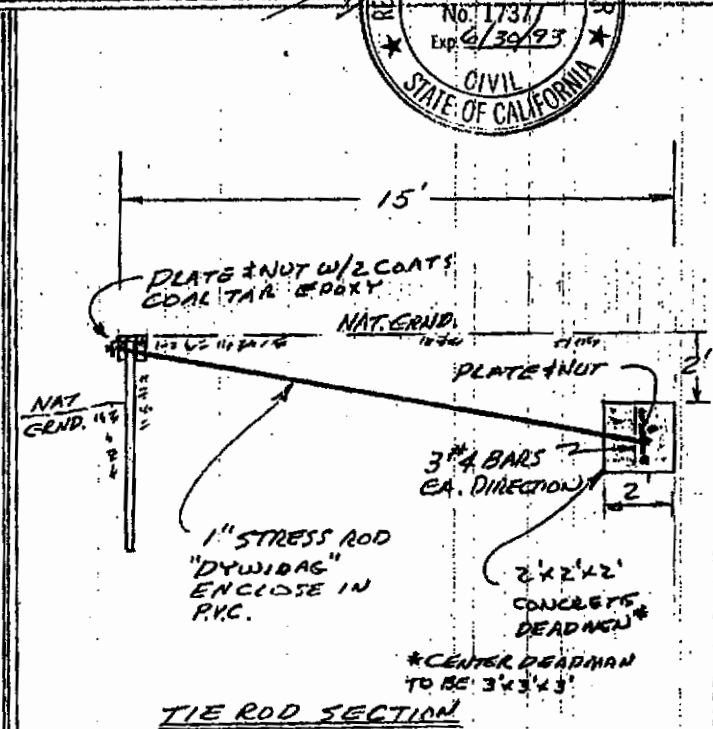 No. 1737
Exp. 6/30/93
CIVIL
STATE OF CALIFORNIA
15'
PLATE & NUT W/2 COATS
COAL TAR EPOXY
NAT. GRND.
2'
PLATE & NUT
NAT
GRND.
3 #4 BARS
EA. DIRECTION
2'
1" STRESS ROD
"DYWIDAG"
ENCLOSE IN
P.V.C.
2'x2'x2'
CONCRETE
DEADMEN*
*CENTER DEADMAN
TO BE 3'x3'x3'
TIE ROD SECTION